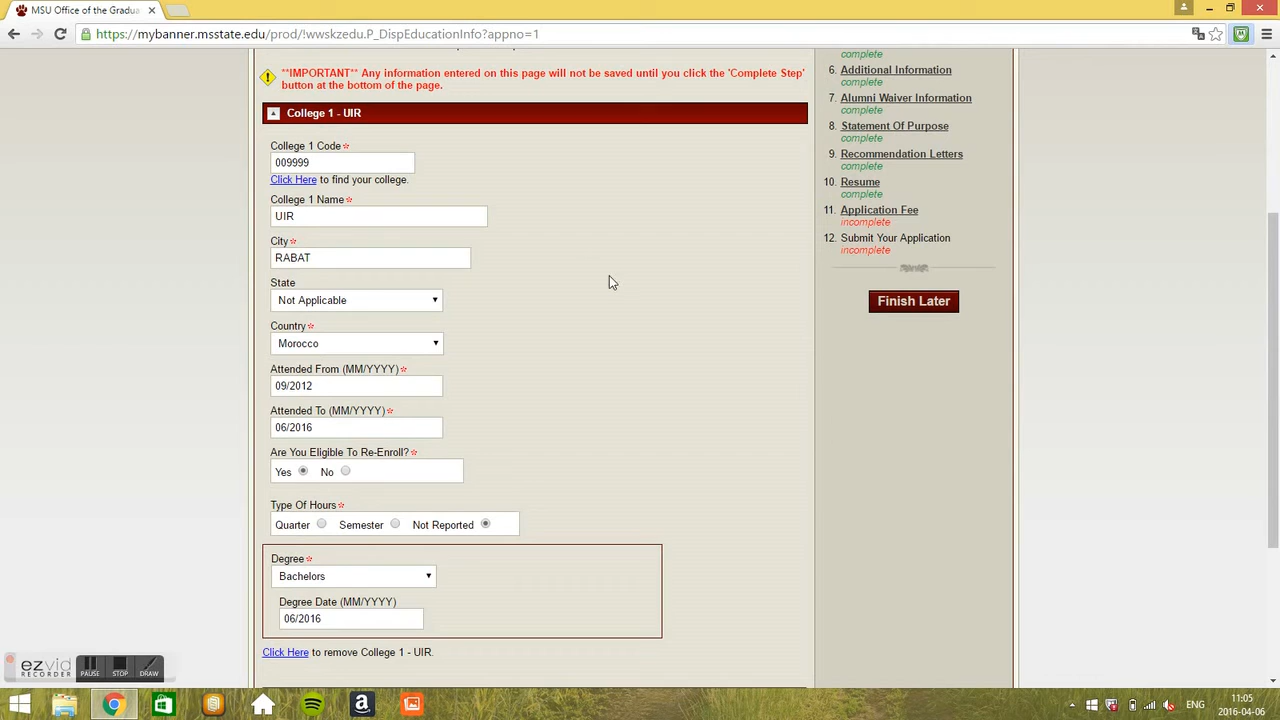 MSU Office of the Gradua
https://mybanner.msstate.edu/prod/!wwskzedu.P_DispEducationInfo?appno=1
**IMPORTANT** Any information entered on this page will not be saved until you click the 'Complete Step'
button at the bottom of the page.
College 1 - UIR
College 1 Code*
009999
Click Here to find your college.
College 1 Name*
UIR
City*
RABAT
State
Not Applicable
Country*
Morocco
Attended From (MM/YYYY)*
09/2012
Attended To (MM/YYYY)*
06/2016
Are You Eligible To Re-Enroll?*
Yes No
Type Of Hours*
Quarter Semester Not Reported
Degree*
Bachelors
Degree Date (MM/YYYY)
06/2016
Click Here to remove College 1 - UIR.
complete
6. Additional Information
complete
7. Alumni Waiver Information
complete
8. Statement Of Purpose
complete
9. Recommendation Letters
complete
10. Resume
complete
11. Application Fee
incomplete
12. Submit Your Application
incomplete
Finish Later
ezvid
RECORDER
PAUSE STOP DRAW
ENG
11:05
2016-04-06